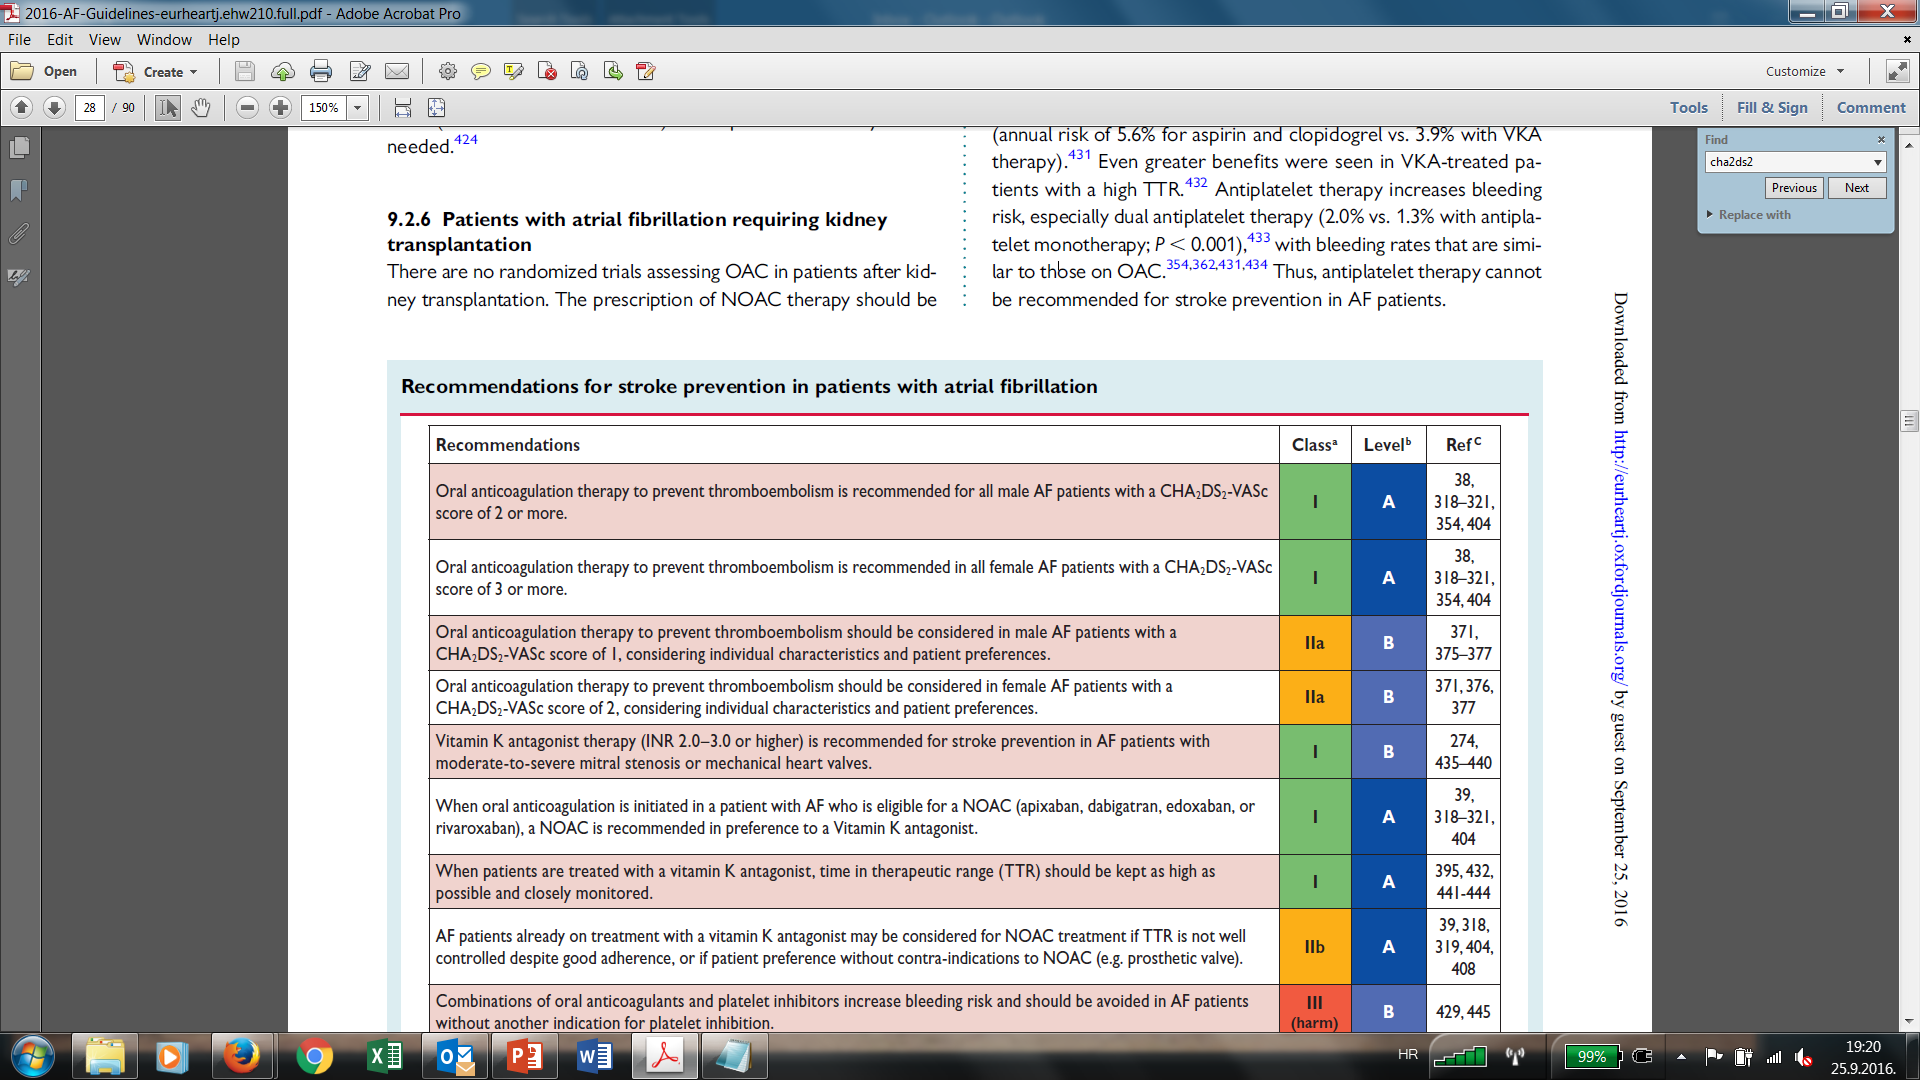 2016-AF-Guidelines-eurheartj.ehw210.full.pdf - Adobe Acrobat Pro
File Edit View Window Help
Open Create Customize
28 / 90 150% Tools Fill & Sign Comment
Find
cha2ds2
Previous Next
Replace with
needed.424
9.2.6 Patients with atrial fibrillation requiring kidney
transplantation
There are no randomized trials assessing OAC in patients after kid-
ney transplantation. The prescription of NOAC therapy should be
(annual risk of 5.6% for aspirin and clopidogrel vs. 3.9% with VKA
therapy).431 Even greater benefits were seen in VKA-treated pa-
tients with a high TTR.432 Antiplatelet therapy increases bleeding
risk, especially dual antiplatelet therapy (2.0% vs. 1.3% with antipla-
telet monotherapy; P < 0.001),433 with bleeding rates that are simi-
lar to those on OAC.354,362,431,434 Thus, antiplatelet therapy cannot
be recommended for stroke prevention in AF patients.
Recommendations for stroke prevention in patients with atrial fibrillation
Recommendations Classa Levelb Ref C
Oral anticoagulation therapy to prevent thromboembolism is recommended for all male AF patients with a CHA2DS2-VASc
score of 2 or more.
I A
38,
318–321,
354, 404
Oral anticoagulation therapy to prevent thromboembolism is recommended in all female AF patients with a CHA2DS2-VASc
score of 3 or more.
I A
38,
318–321,
354, 404
Oral anticoagulation therapy to prevent thromboembolism should be considered in male AF patients with a
CHA2DS2-VASc score of 1, considering individual characteristics and patient preferences.
IIa B
371,
375–377
Oral anticoagulation therapy to prevent thromboembolism should be considered in female AF patients with a
CHA2DS2-VASc score of 2, considering individual characteristics and patient preferences.
IIa B
371, 376,
377
Vitamin K antagonist therapy (INR 2.0–3.0 or higher) is recommended for stroke prevention in AF patients with
moderate-to-severe mitral stenosis or mechanical heart valves.
I B
274,
435–440
When oral anticoagulation is initiated in a patient with AF who is eligible for a NOAC (apixaban, dabigatran, edoxaban, or
rivaroxaban), a NOAC is recommended in preference to a Vitamin K antagonist.
I A
39,
318–321,
404
When patients are treated with a vitamin K antagonist, time in therapeutic range (TTR) should be kept as high as
possible and closely monitored.
I A
395, 432,
441-444
AF patients already on treatment with a vitamin K antagonist may be considered for NOAC treatment if TTR is not well
controlled despite good adherence, or if patient preference without contra-indications to NOAC (e.g. prosthetic valve).
IIb A
39, 318,
319, 404,
408
Combinations of oral anticoagulants and platelet inhibitors increase bleeding risk and should be avoided in AF patients
without another indication for platelet inhibition.
III
(harm)
B
429, 445
Downloaded from http://eurheartj.oxfordjournals.org/ by guest on September 25, 2016
HR 99% 19:20
25.9.2016.